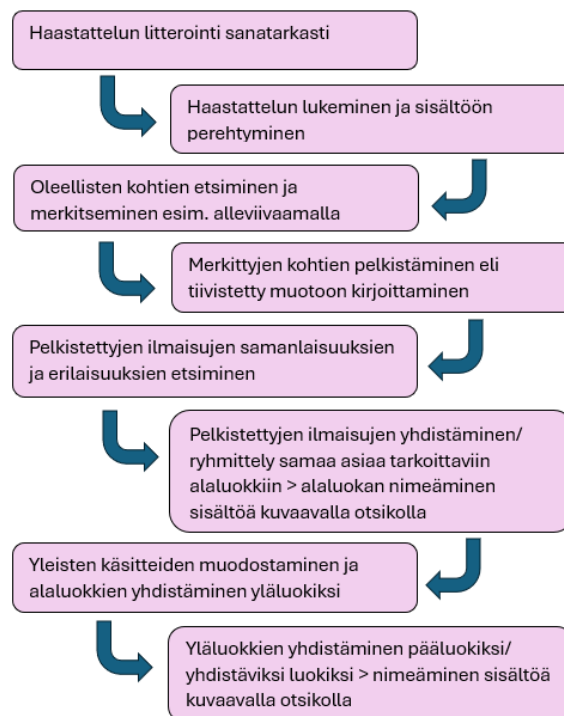 Haastattelun litterointi sanatarkasti
Haastattelun lukeminen ja sisältöön
perehtyminen
Oleellisten kohtien etsiminen ja
merkitseminen esim. alleviivaamalla
Merkittyjen kohtien pelkistäminen eli
tiivistetty muotoon kirjoittaminen
Pelkistettyjen ilmaisujen samanlaisuuksien
ja erilaisuuksien etsiminen
Pelkistettyjen ilmaisujen yhdistäminen/
ryhmittely samaa asiaa tarkoittaviin
alaluokkiin > alaluokan nimeäminen
sisältöä kuvaavalla otsikolla
Yleisten käsitteiden muodostaminen ja
alaluokkien yhdistäminen yläluokiksi
Yläluokkien yhdistäminen pääluokiksi/
yhdistäviksi luokiksi > nimeäminen sisältöä
kuvaavalla otsikolla